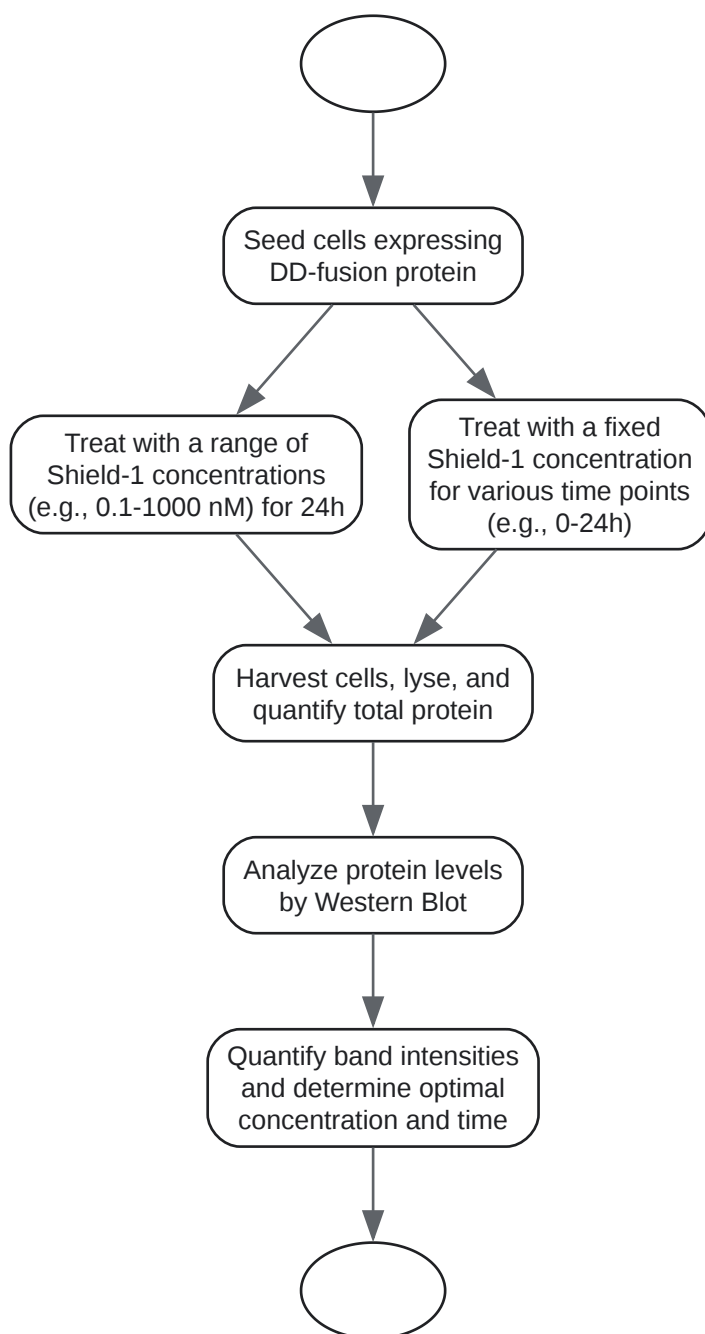 Seed cells expressing
DD-fusion protein
Treat with a range of
Shield-1 concentrations
(e.g., 0.1-1000 nM) for 24h
Treat with a fixed
Shield-1 concentration
for various time points
(e.g., 0-24h)
Harvest cells, lyse, and
quantify total protein
Analyze protein levels
by Western Blot
Quantify band intensities
and determine optimal
concentration and time